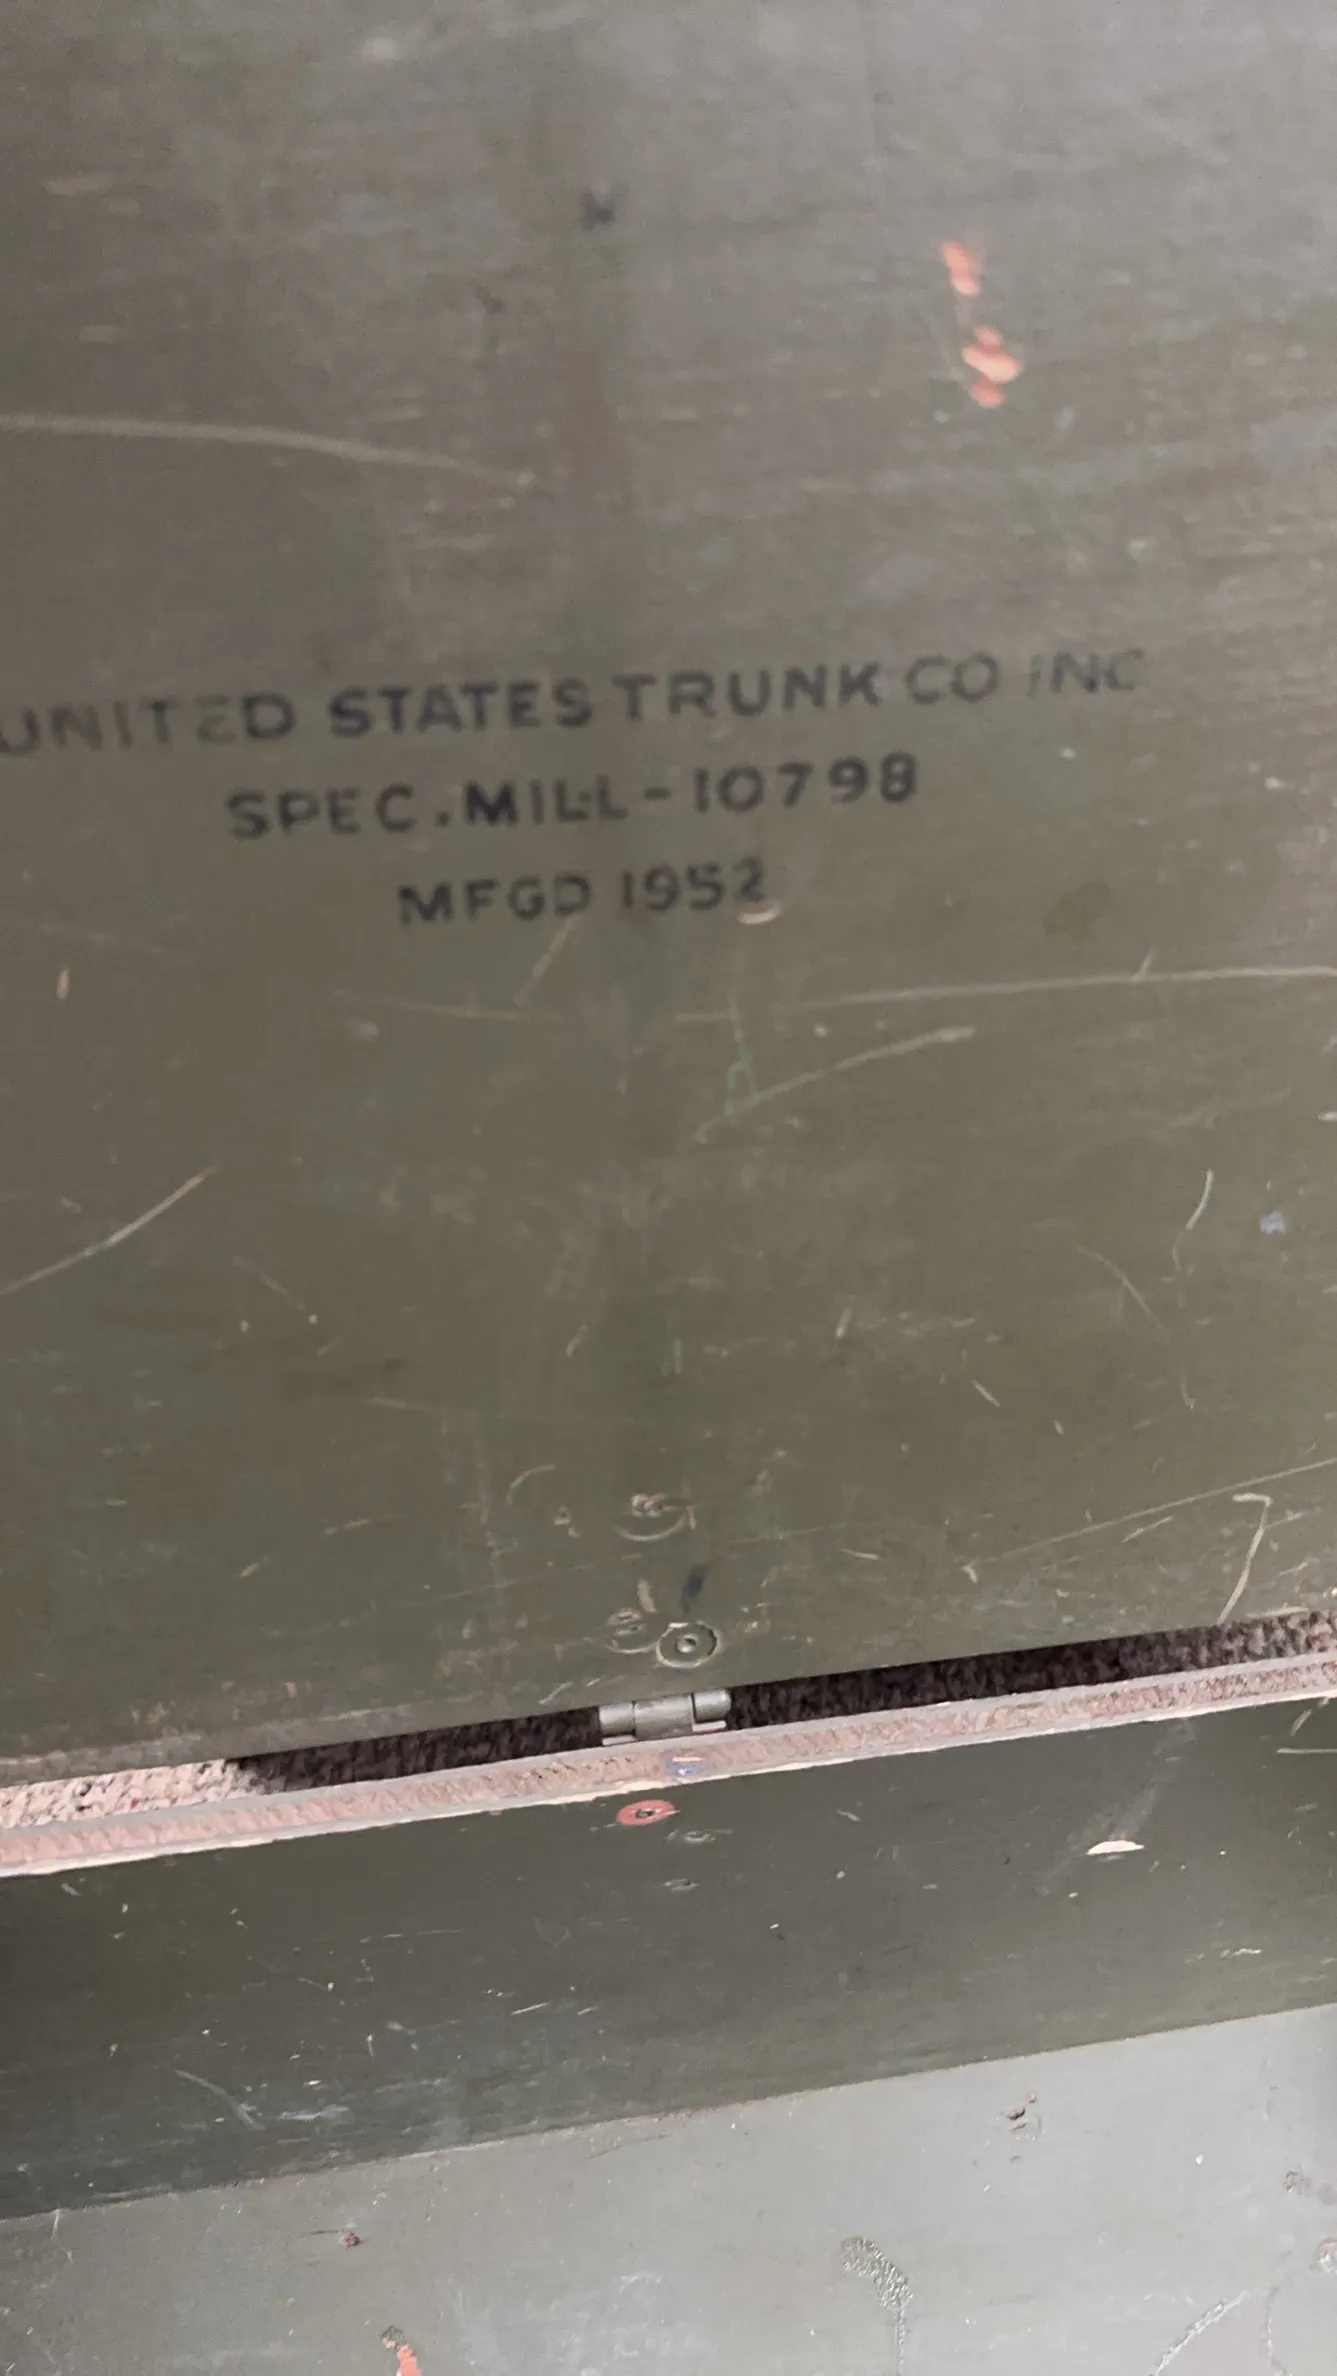 UNITED STATES TRUNK CO INC
SPEC. MILL-10798
MFGD 1952